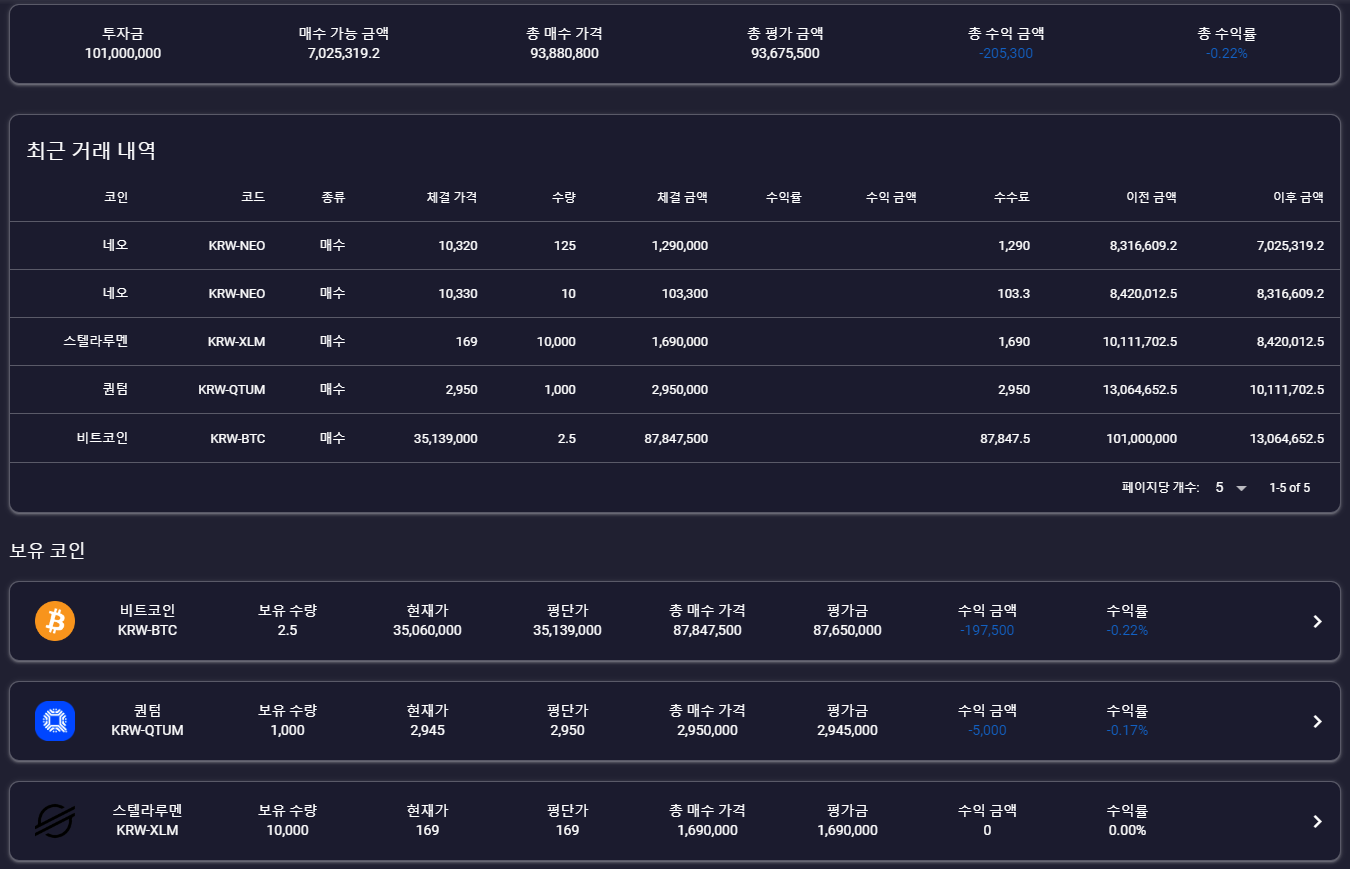 투자금 매수 가능 금액 총 매수 가격 총 평가 금액 총 수익 금액 총 수익률
101,000,000 7,025,319.2 93,880,800 93,675,500 -205,300 -0.22%
최근 거래 내역
코인 코드 종류 체결 가격 수량 체결 금액 수익률 수익 금액 수수료 이전 금액 이후 금액
네오 KRW-NEO 매수 10,320 125 1,290,000 1,290 8,316,609.2 7,025,319.2
네오 KRW-NEO 매수 10,330 10 103,300 103.3 8,420,012.5 8,316,609.2
스텔라루멘 KRW-XLM 매수 169 10,000 1,690,000 1,690 10,111,702.5 8,420,012.5
퀀텀 KRW-QTUM 매수 2,950 1,000 2,950,000 2,950 13,064,652.5 10,111,702.5
비트코인 KRW-BTC 매수 35,139,000 2.5 87,847,500 87,847.5 101,000,000 13,064,652.5
페이지당 개수: 5 1-5 of 5
보유 코인
비트코인 보유 수량 현재가 평단가 총 매수 가격 평가금 수익 금액 수익률
KRW-BTC 2.5 35,060,000 35,139,000 87,847,500 87,650,000 -197,500 -0.22%
퀀텀 보유 수량 현재가 평단가 총 매수 가격 평가금 수익 금액 수익률
KRW-QTUM 1,000 2,945 2,950 2,950,000 2,945,000 -5,000 -0.17%
스텔라루멘 보유 수량 현재가 평단가 총 매수 가격 평가금 수익 금액 수익률
KRW-XLM 10,000 169 169 1,690,000 1,690,000 0 0.00%